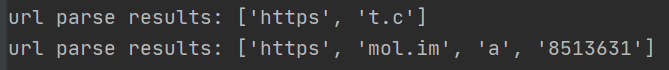 url parse results: ['https', 't.c']
url parse results: ['https', 'mol.im', 'a', '8513631']